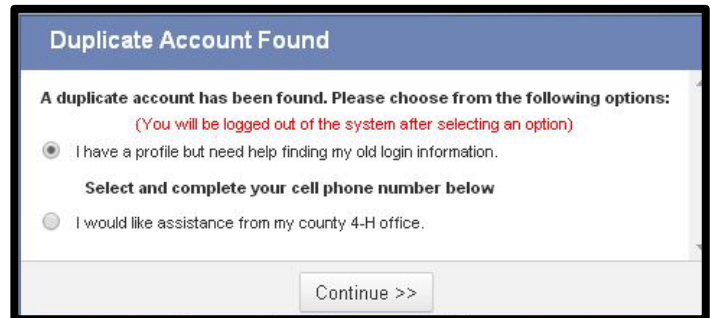 Duplicate Account Found
A duplicate account has been found. Please choose from the following options:
(You will be logged out of the system after selecting an option)
I have a profile but need help finding my old login information.
Select and complete your cell phone number below
I would like assistance from my county 4-H office.
Continue >>